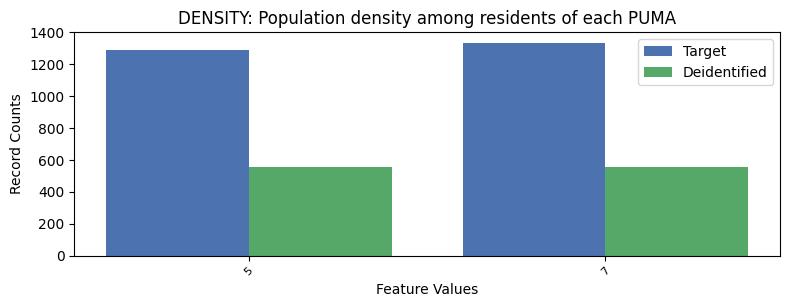 DENSITY: Population density among residents of each PUMA
1400
1200
1000
800
600
400
200
0
Record Counts
Target
Deidentified
5
7
Feature Values